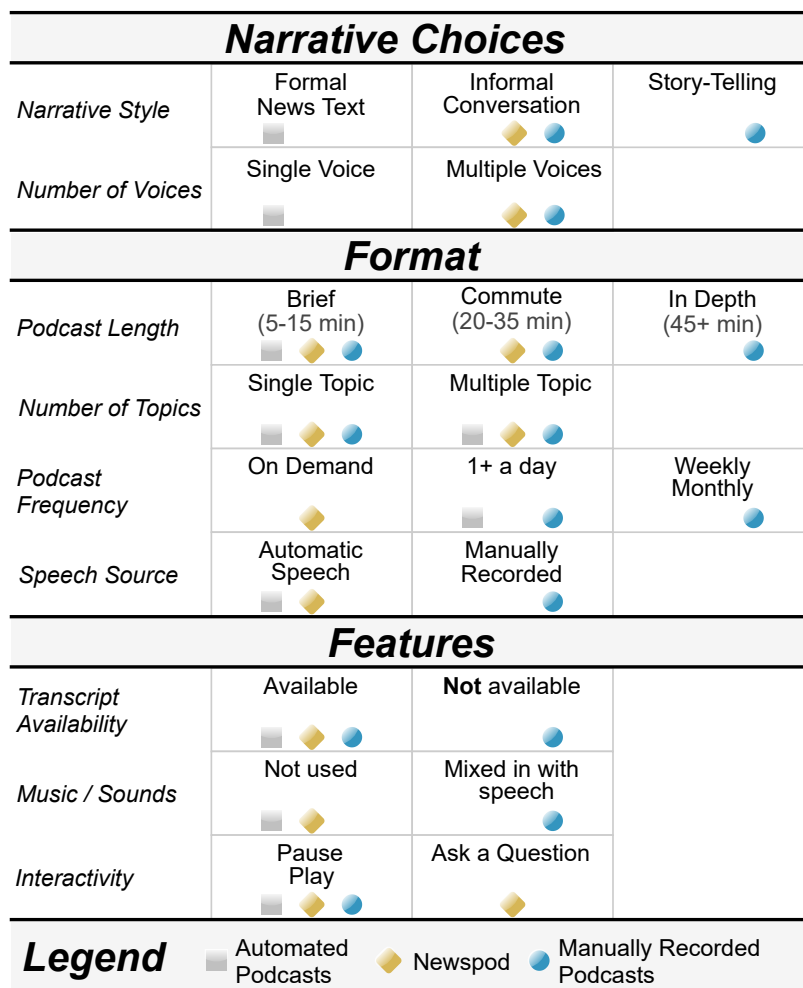 Narrative Choices
Narrative Style
Formal
News Text
Informal
Conversation
Story-Telling
Number of Voices
Single Voice
Multiple Voices
Format
Podcast Length
Brief
(5-15 min)
Commute
(20-35 min)
In Depth
(45+ min)
Number of Topics
Single Topic
Multiple Topic
Podcast
Frequency
On Demand
1+ a day
Weekly
Monthly
Speech Source
Automatic
Speech
Manually
Recorded
Features
Transcript
Availability
Available
Not available
Music / Sounds
Not used
Mixed in with
speech
Interactivity
Pause
Play
Ask a Question
Legend
Automated
Podcasts
Newspod
Manually Recorded
Podcasts